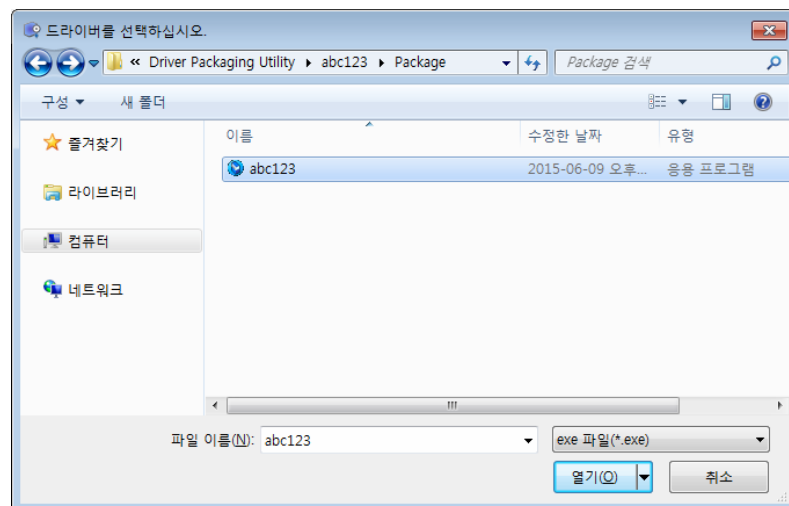 드라이버를 선택하십시오.
« Driver Packaging Utility ▸ abc123 ▸ Package
Package 검색
구성 ▼ 새 폴더
이름 수정한 날짜 유형
즐겨찾기
abc123 2015-06-09 오후... 응용 프로그램
라이브러리
컴퓨터
네트워크
파일 이름(N): abc123 exe 파일(*.exe)
열기(O) 취소